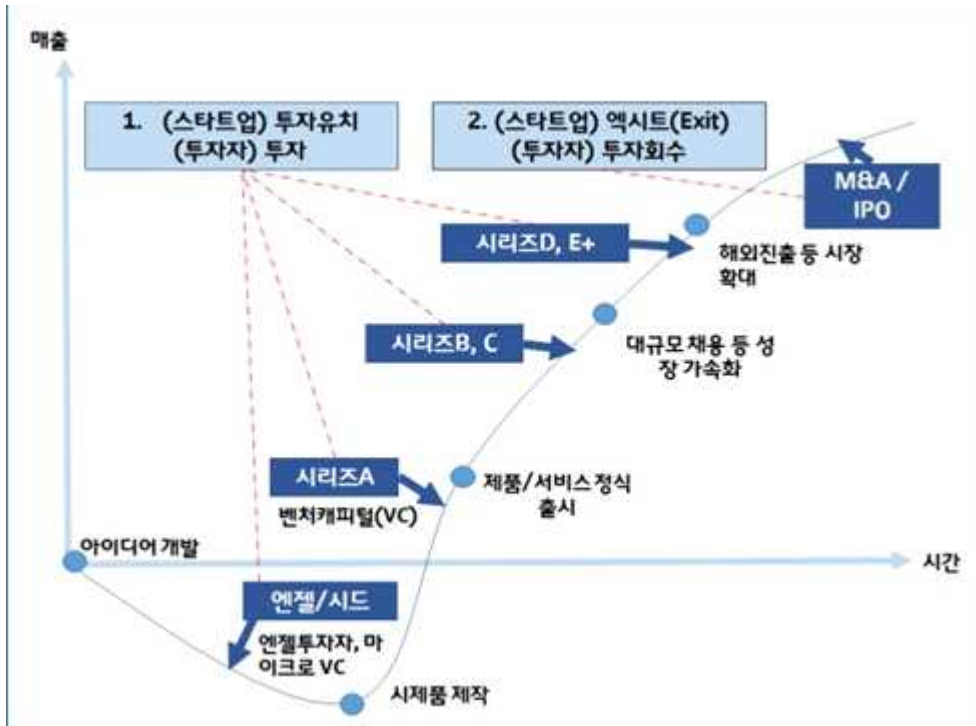 매출
1. (스타트업) 투자유치
(투자자) 투자
2. (스타트업) 엑시트(Exit)
(투자자) 투자회수
M&A /
IPO
시리즈D, E+
해외진출 등 시장
확대
시리즈B, C
대규모 채용 등 성
장 가속화
시리즈A
벤처캐피털(VC)
제품/서비스 정식
출시
아이디어 개발
시간
엔젤/시드
엔젤투자자, 마
이크로 VC
시제품 제작